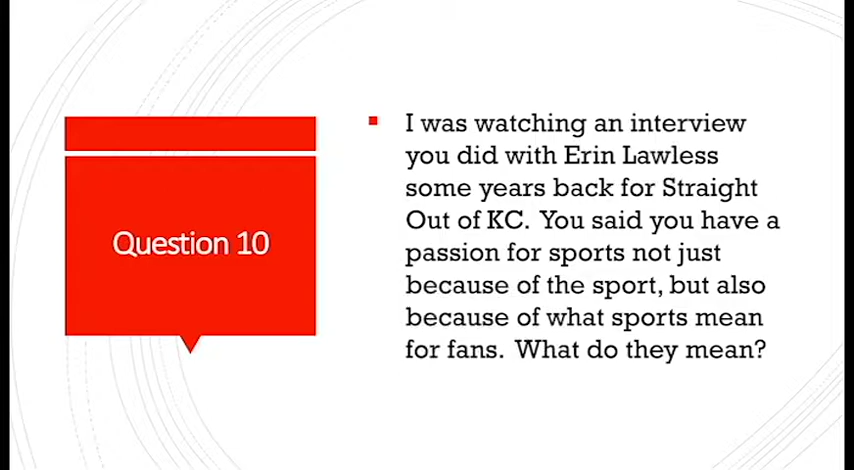 Question 10
I was watching an interview
you did with Erin Lawless
some years back for Straight
Out of KC.  You said you have a
passion for sports not just
because of the sport, but also
because of what sports mean
for fans.  What do they mean?